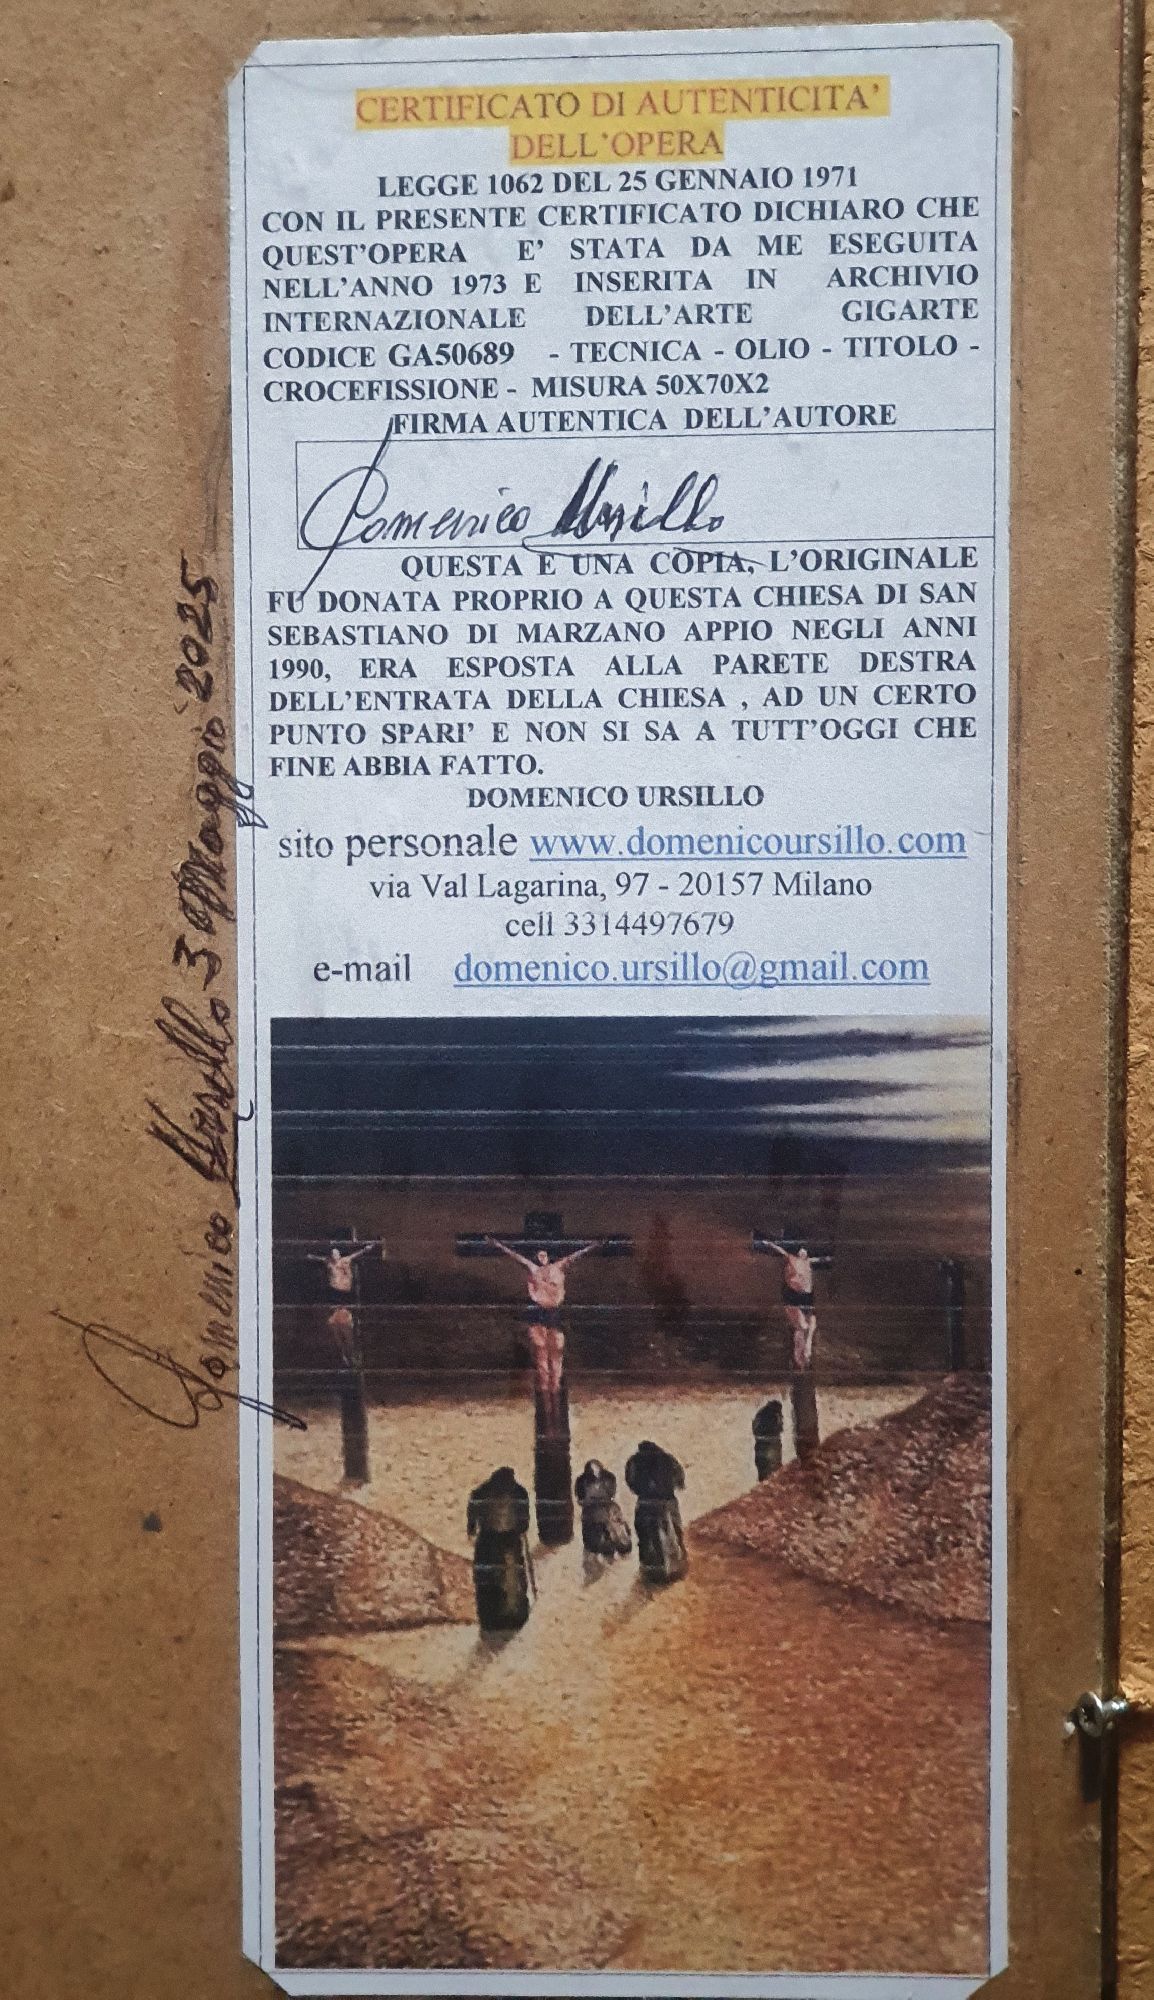 CERTIFICATO DI AUTENTICITA'
DELL'OPERA
LEGGE 1062 DEL 25 GENNAIO 1971
CON IL PRESENTE CERTIFICATO DICHIARO CHE
QUEST'OPERA E' STATA DA ME ESEGUITA
NELL'ANNO 1973 E INSERITA IN ARCHIVIO
INTERNAZIONALE DELL'ARTE GIGARTE
CODICE GA50689 - TECNICA - OLIO - TITOLO -
CROCEFISSIONE - MISURA 50X70X2
FIRMA AUTENTICA DELL'AUTORE
Domenico Ursillo
QUESTA E UNA COPIA, L'ORIGINALE
FU DONATA PROPRIO A QUESTA CHIESA DI SAN
SEBASTIANO DI MARZANO APPIO NEGLI ANNI
1990, ERA ESPOSTA ALLA PARETE DESTRA
DELL'ENTRATA DELLA CHIESA , AD UN CERTO
PUNTO SPARI' E NON SI SA A TUTT'OGGI CHE
FINE ABBIA FATTO.
DOMENICO URSILLO
sito personale www.domenicoursillo.com
via Val Lagarina, 97 - 20157 Milano
cell 3314497679
e-mail domenico.ursillo@gmail.com
Domenico Ursillo 3 Maggio 2025